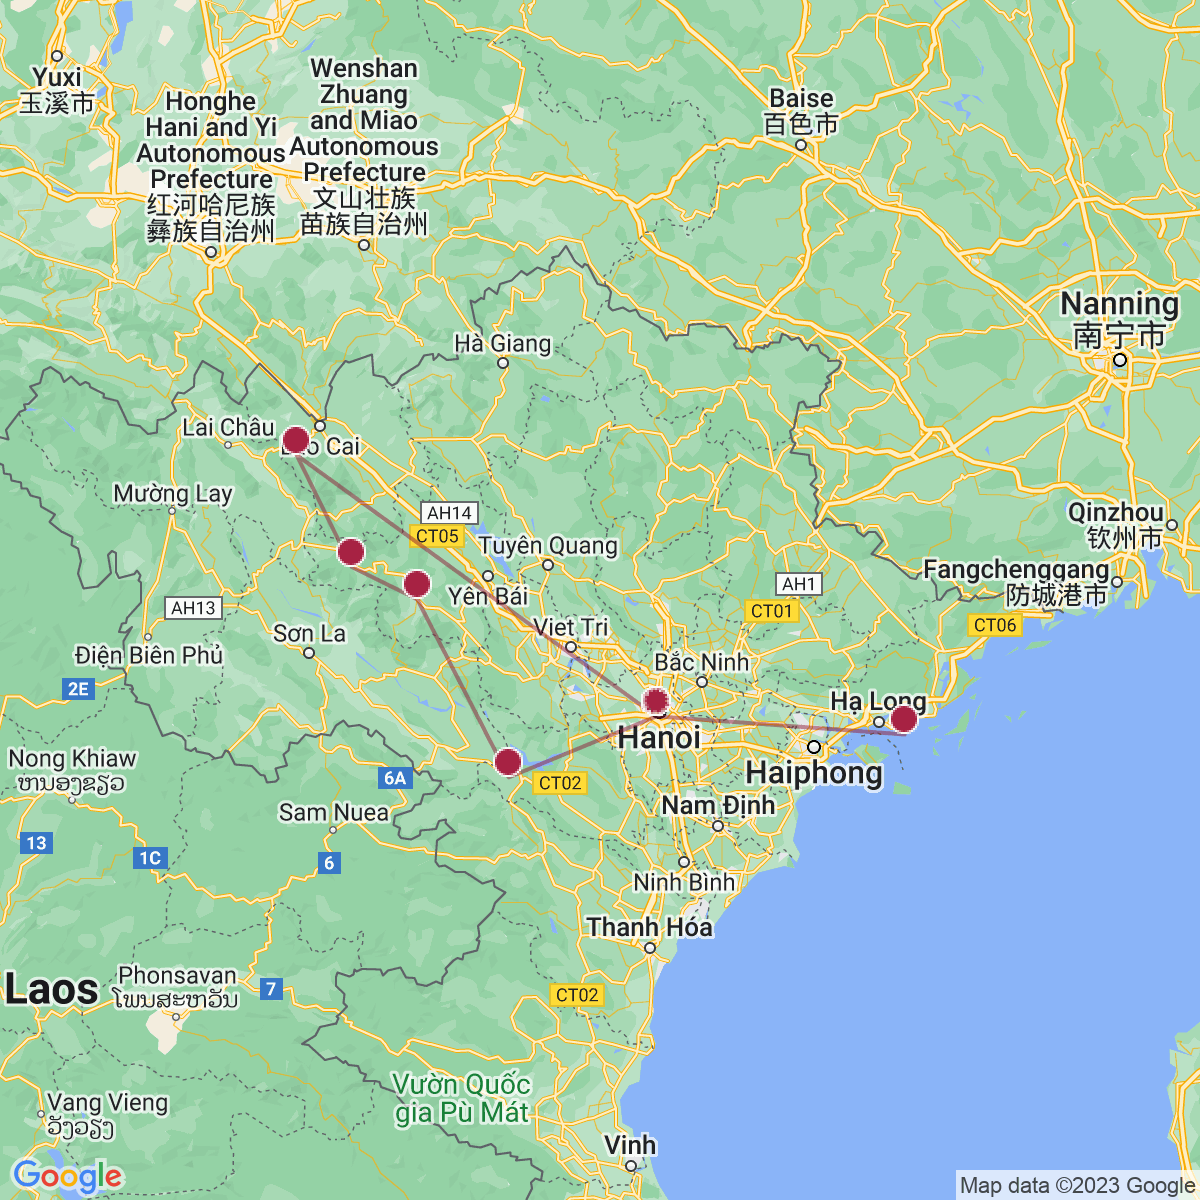 Yuxi
玉溪市
Honghe
Hani and Yi
Autonomous
Prefecture
红河哈尼族
彝族自治州
Wenshan
Zhuang
and Miao
Autonomous
Prefecture
文山壮族
苗族自治州
Baise
百色市
Nanning
南宁市
Hà Giang
Lai Châu
Cai
Mường Lay
AH14
CT05
Qinzhou
钦州市
Tuyên Quang
Yên Bái
Fangchenggang
防城港市
AH1
CT01
CT06
AH13
Sơn La
Viet Tri
Điện Biên Phủ
Bắc Ninh
2E
Hạ Long
Hanoi
Haiphong
Nong Khiaw
ຫນອງຂຽວ
6A
CT02
Sam Nuea
Nam Định
13
1C
6
Ninh Bình
Thanh Hóa
Laos
Phonsavan
ໂພນສະຫວັນ
7
CT02
Vườn Quốc
gia Pù Mát
Vang Vieng
ວັງວຽງ
Vinh
Google
Map data ©2023 Google